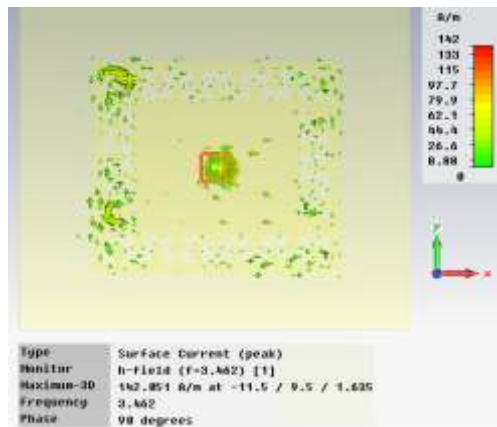 A/m
142
133
115
97.7
79.9
62.1
44.4
26.6
8.88
0
y
x
Type Surface Current (peak)
Monitor h-field (f=3.462) [1]
Maximum-3D 142.051 A/m at -11.5 / 9.5 / 1.635
Frequency 3.462
Phase 90 degrees